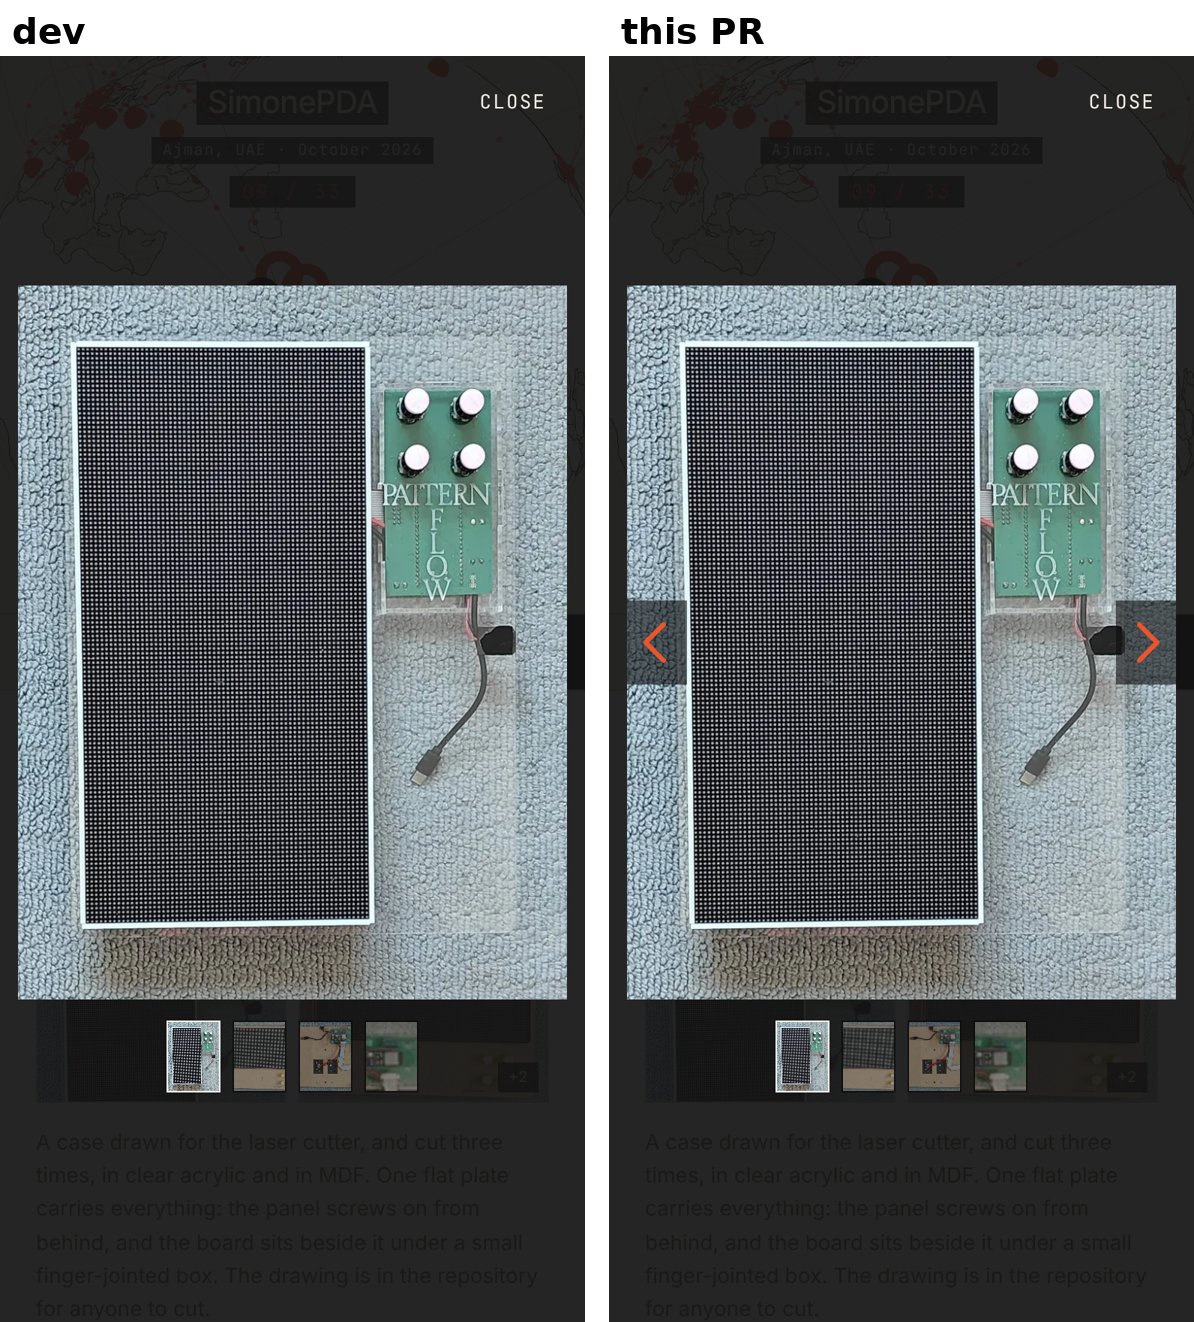 dev
this PR
SimonePDA
CLOSE
Ajman, UAE · October 2026
09 / 33
PATTERN
FLOW
+2
A case drawn for the laser cutter, and cut three
times, in clear acrylic and in MDF. One flat plate
carries everything: the panel screws on from
behind, and the board sits beside it under a small
finger-jointed box. The drawing is in the repository
for anyone to cut.
SimonePDA
CLOSE
Ajman, UAE · October 2026
09 / 33
PATTERN
FLOW
+2
A case drawn for the laser cutter, and cut three
times, in clear acrylic and in MDF. One flat plate
carries everything: the panel screws on from
behind, and the board sits beside it under a small
finger-jointed box. The drawing is in the repository
for anyone to cut.